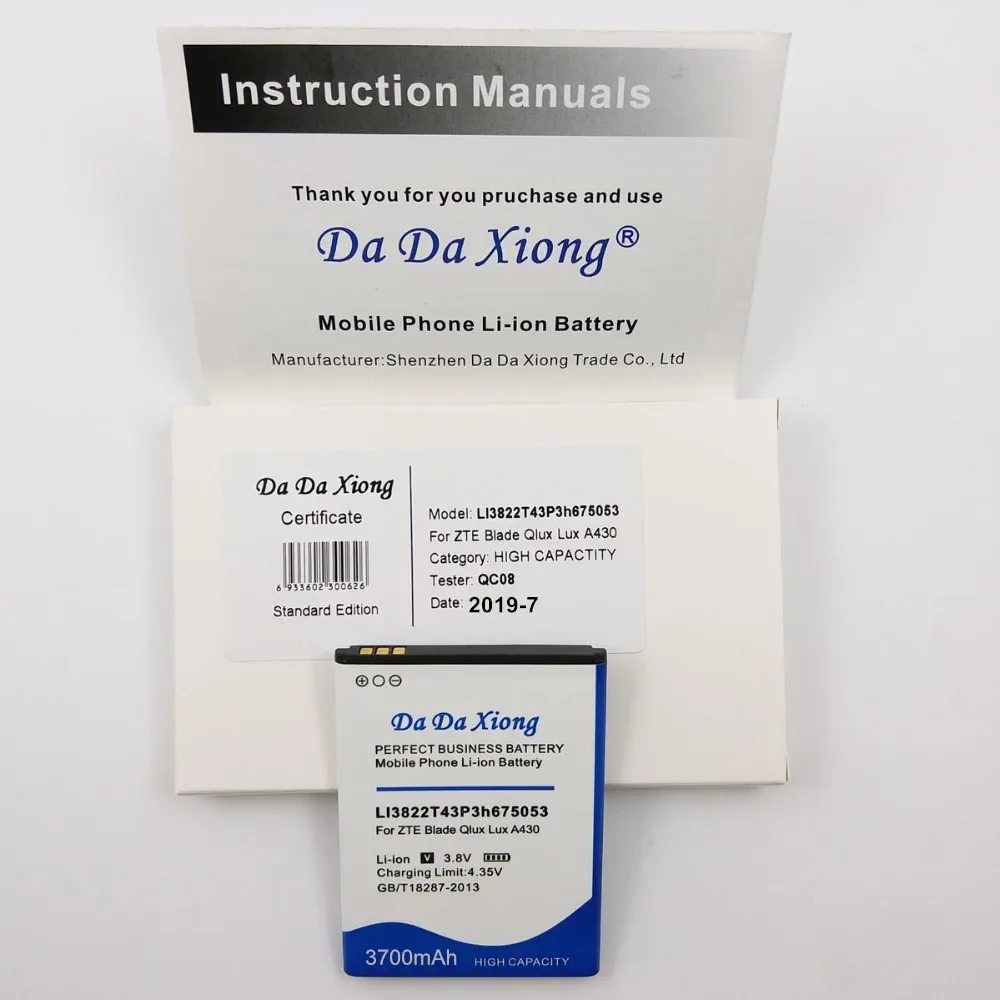 Instruction Manuals
Thank you for you pruchase and use
Da Da Xiong®
Mobile Phone Li-ion Battery
Manufacturer:Shenzhen Da Da Xiong Trade Co., Ltd
Da Da Xiong
Certificate
6 933602 300626
Standard Edition
Model: LI3822T43P3h675053
For ZTE Blade Qlux Lux A430
Category: HIGH CAPACTITY
Tester: QC08
Date: 2019-7
Da Da Xiong
PERFECT BUSINESS BATTERY
Mobile Phone Li-ion Battery
LI3822T43P3h675053
For ZTE Blade Qlux Lux A430
Li-ion V 3.8V
Charging Limit:4.35V
GB/T18287-2013
3700mAh HIGH CAPACITY